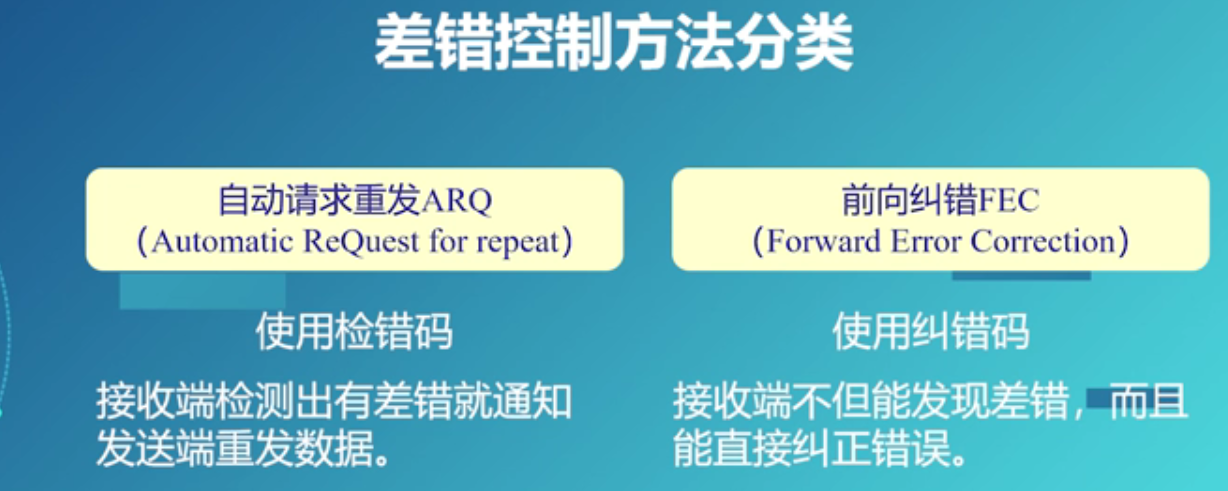 差错控制方法分类
自动请求重发ARQ
（Automatic ReQuest for repeat）
使用检错码
接收端检测出有差错就通知
发送端重发数据。
前向纠错FEC
（Forward Error Correction）
使用纠错码
接收端不但能发现差错，而且
能直接纠正错误。